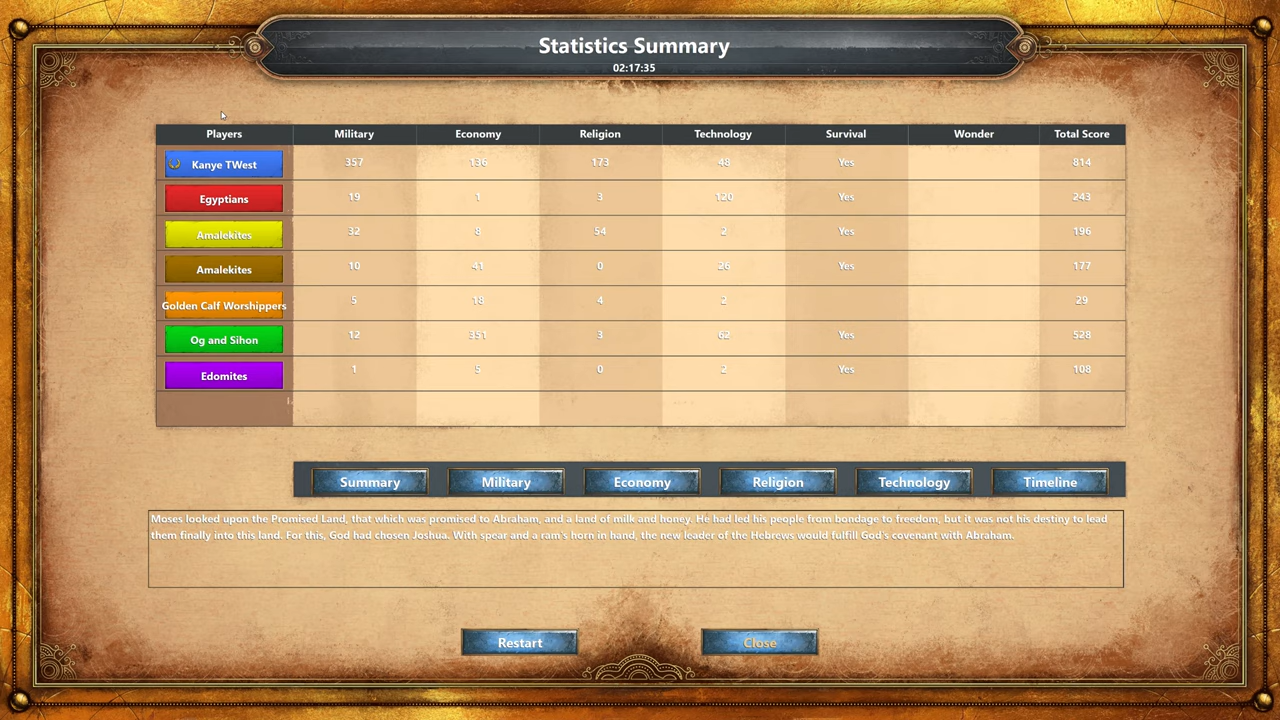 Statistics Summary
02:17:35
Players Military Economy Religion Technology Survival Wonder Total Score
Kanye TWest 357 136 173 48 Yes 814
Egyptians 19 1 3 120 Yes 243
Amalekites 32 8 54 2 Yes 196
Amalekites 10 41 0 26 Yes 177
Golden Calf Worshippers 5 18 4 2 29
Og and Sihon 12 351 3 62 Yes 528
Edomites 1 5 0 2 Yes 108
Summary Military Economy Religion Technology Timeline
Moses looked upon the Promised Land, that which was promised to Abraham, and a land of milk and honey. He had led his people from bondage to freedom, but it was not his destiny to lead
them finally into this land. For this, God had chosen Joshua. With spear and a ram's horn in hand, the new leader of the Hebrews would fulfill God's covenant with Abraham.
Restart Close